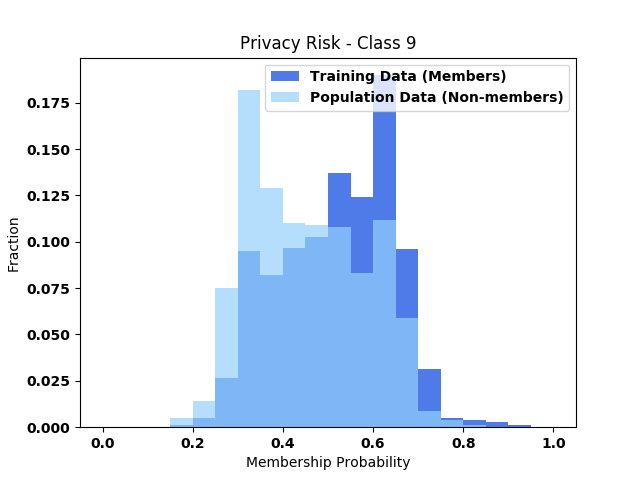 Privacy Risk - Class 9
Training Data (Members)
Population Data (Non-members)
0.175
0.150
0.125
0.100
0.075
0.050
0.025
0.000
Fraction
0.0 0.2 0.4 0.6 0.8 1.0
Membership Probability